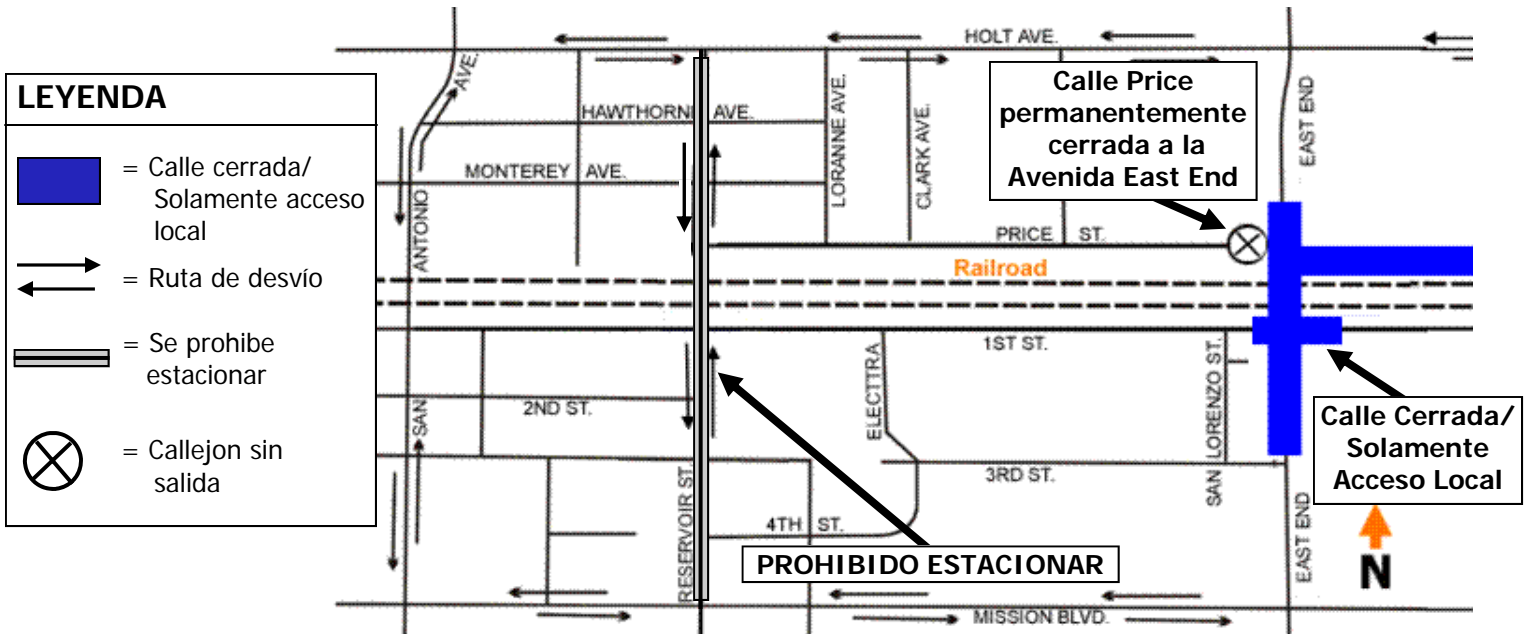 LEYENDA
= Calle cerrada/
Solamente acceso
local
= Ruta de desvío
= Se prohibe
estacionar
= Callejon sin
salida
HOLT AVE.
AVE.
HAWTHORNE AVE.
MONTEREY AVE.
LORANNE AVE.
CLARK AVE.
Calle Price
permanentemente
cerrada a la
Avenida East End
EAST END
PRICE ST.
Railroad
SAN ANTONIO
1ST ST.
2ND ST.
ELECTTRA
SAN LORENZO ST.
Calle Cerrada/
Solamente
Acceso Local
3RD ST.
RESERVOIR ST.
4TH ST.
PROHIBIDO ESTACIONAR
EAST END
N
MISSION BLVD.